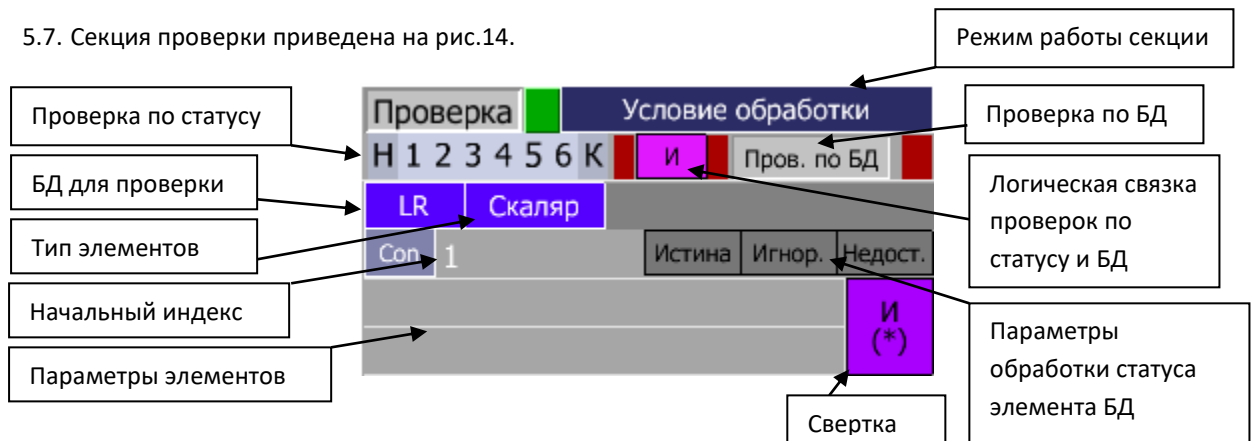 5.7. Секция проверки приведена на рис.14.
Режим работы секции
Проверка по статусу
БД для проверки
Тип элементов
Начальный индекс
Параметры элементов
Проверка
Условие обработки
Н 1 2 3 4 5 6 К
И
Пров. по БД
LR
Скаляр
Con
1
Истина
Игнор.
Недост.
И
(*)
Проверка по БД
Логическая связка
проверок по
статусу и БД
Параметры
обработки статуса
элемента БД
Свертка